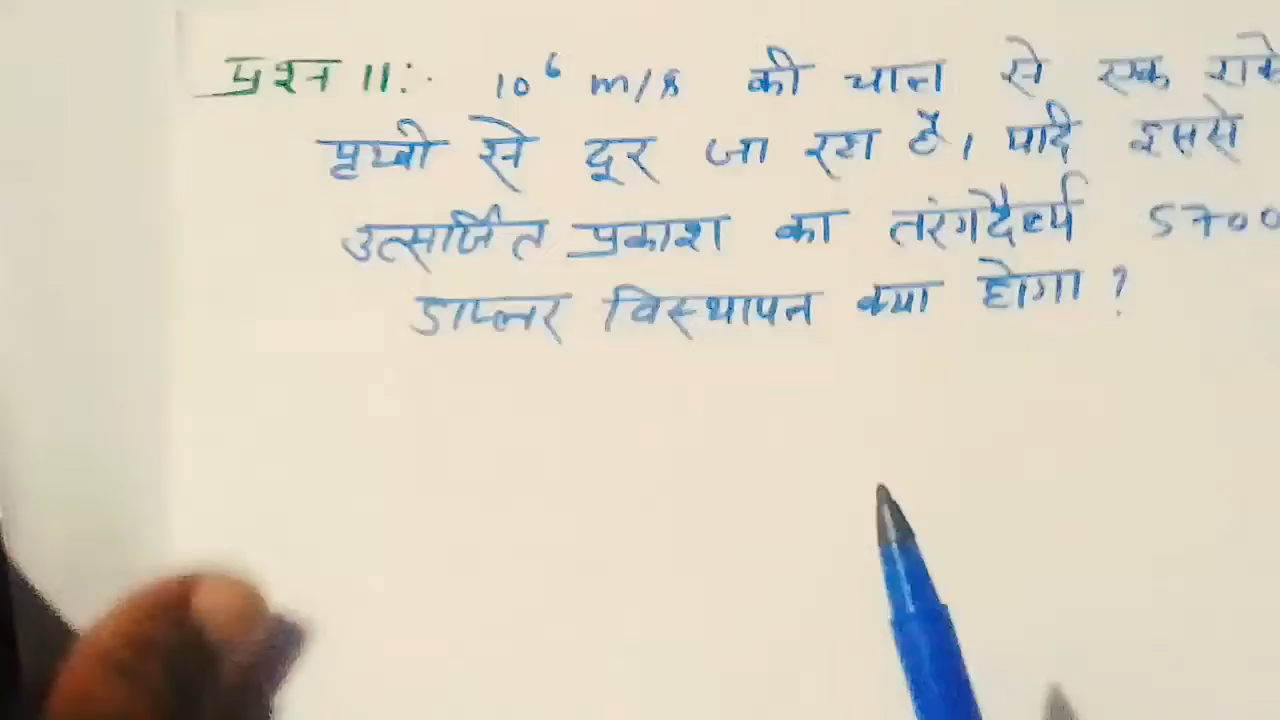 प्रश्न 11:. 10⁶ m/s की चाल से एक राके
पृथ्वी से दूर जा रहा है, यदि इससे
उत्सर्जित प्रकाश का तरंगदैर्ध्य 5700
डाप्लर विस्थापन क्या होगा ?